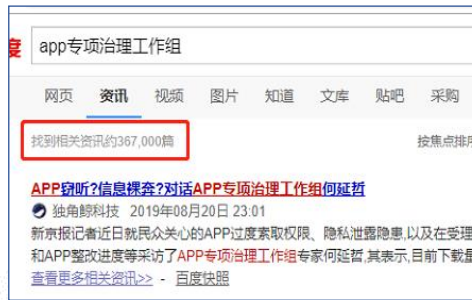 度 app专项治理工作组
网页 资讯 视频 图片 知道 文库 贴吧 采购
找到相关资讯约367,000篇 按焦点排序
APP窃听?信息裸奔?对话APP专项治理工作组何延哲
独角鲸科技 2019年08月20日 23:01
新京报记者近日就民众关心的APP过度索取权限、隐私泄露隐患,以及在受理
和APP整改进度等采访了APP专项治理工作组专家何延哲,其表示,目前下载量
查看更多相关资讯>> - 百度快照